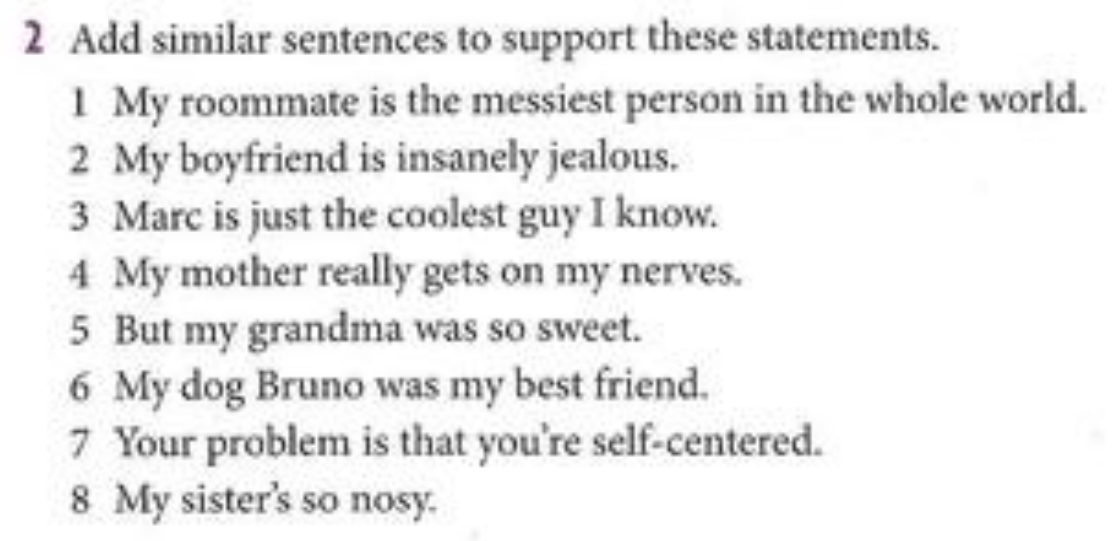 2 Add similar sentences to support these statements.
1 My roommate is the messiest person in the whole world.
2 My boyfriend is insanely jealous.
3 Marc is just the coolest guy I know.
4 My mother really gets on my nerves.
5 But my grandma was so sweet.
6 My dog Bruno was my best friend.
7 Your problem is that you're self-centered.
8 My sister's so nosy.